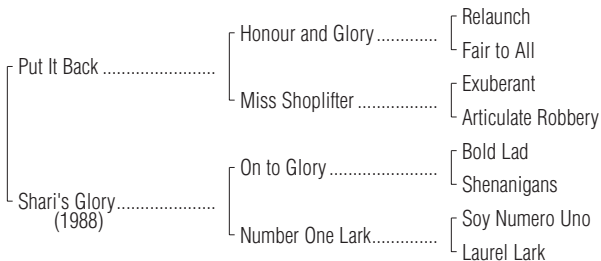 Relaunch
Honour and Glory .............
Fair to All
Put It Back ........................
Exuberant
Miss Shoplifter .................
Articulate Robbery
Bold Lad
On to Glory .......................
Shenanigans
Shari's Glory.....................
(1988)
Soy Numero Uno
Number One Lark..............
Laurel Lark